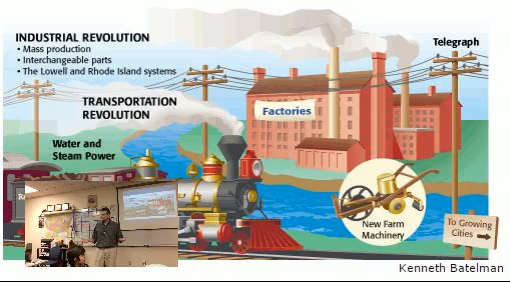 INDUSTRIAL REVOLUTION
• Mass production
• Interchangeable parts
• The Lowell and Rhode Island systems
Telegraph
TRANSPORTATION
REVOLUTION
Factories
Water and
Steam Power
New Farm
Machinery
To Growing
Cities
Kenneth Batelman